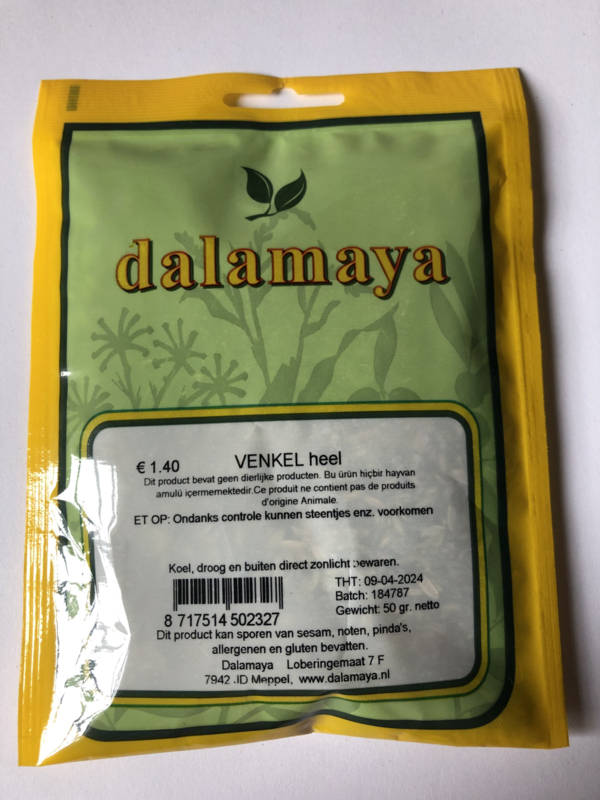 dalamaya
€ 1.40 VENKEL heel
Dit product bevat geen dierlijke producten. Bu ürün hiçbir hayvan
amulü içermemektedir.Ce produit ne contient pas de produits
d'origine Animale.
ET OP: Ondanks controle kunnen steentjes enz. voorkomen
Koel, droog en buiten direct zonlicht bewaren.
THT: 09-04-2024
Batch: 184787
Gewicht: 50 gr. netto
8 717514 502327
Dit product kan sporen van sesam, noten, pinda's,
allergenen en gluten bevatten.
Dalamaya Loberingemaat 7 F
7942 JD Meppel, www.dalamaya.nl